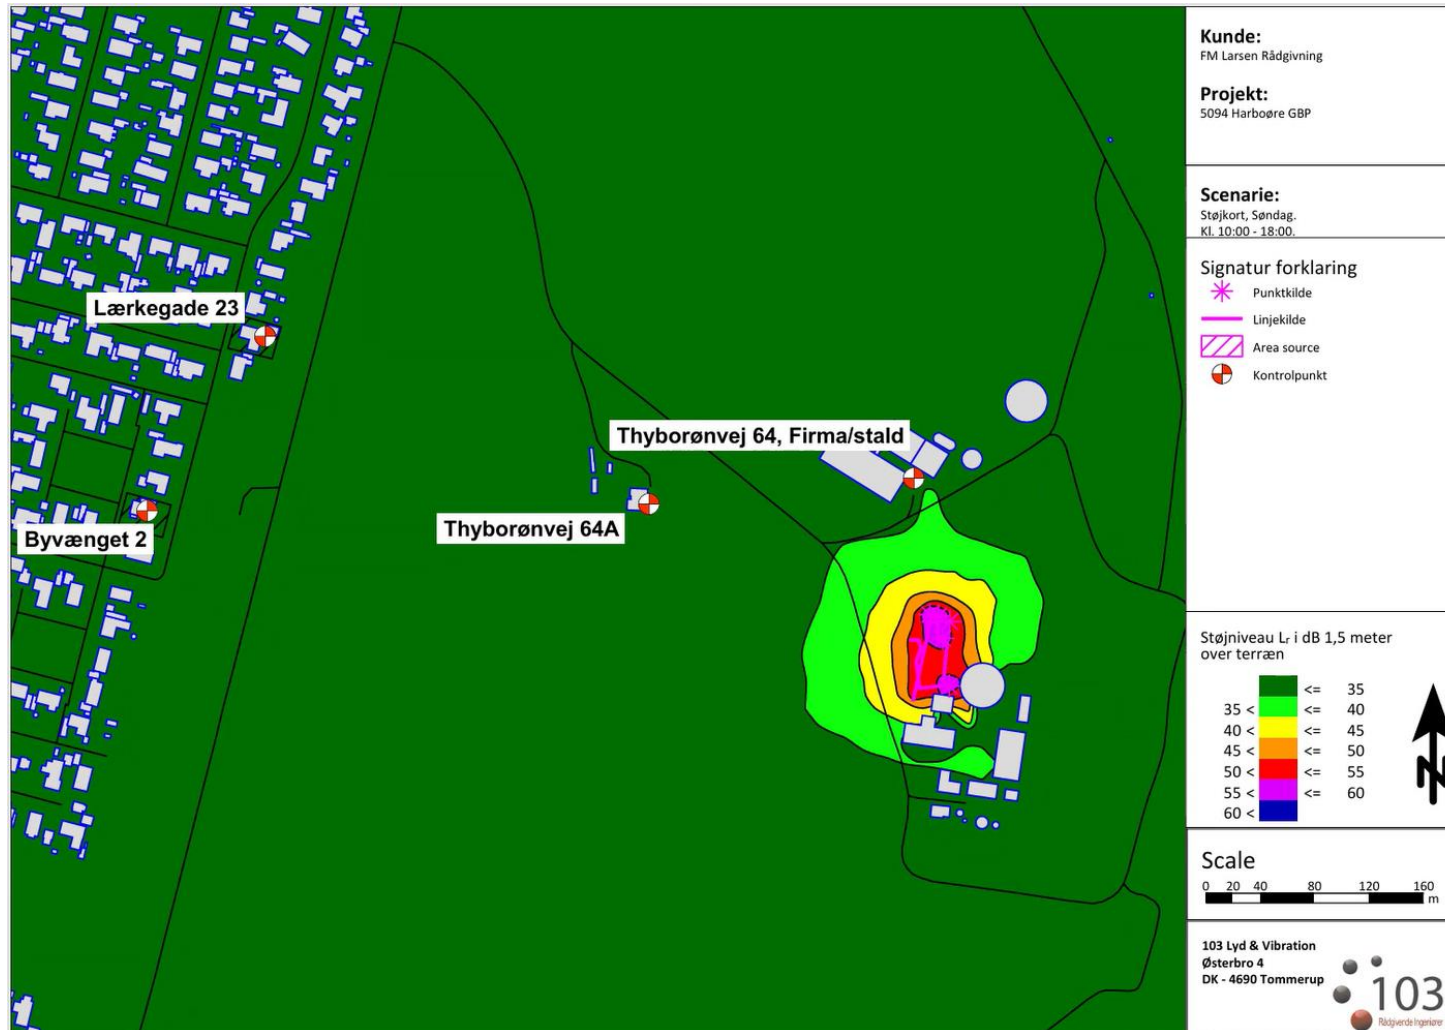 Lærkegade 23
Thyborønvej 64, Firma/stald
Thyborønvej 64A
Byvænget 2
Kunde:
FM Larsen Rådgivning
Projekt:
5094 Harboøre GBP
Scenarie:
Støjkort, Søndag.
Kl. 10:00 - 18:00.
Signatur forklaring
Punktkilde
Linjekilde
Area source
Kontrolpunkt
Støjniveau Lr i dB 1,5 meter
over terræn
<= 35
35 < <= 40
40 < <= 45
45 < <= 50
50 < <= 55
55 < <= 60
60 <
N
Scale
0 20 40 80 120 160
m
103 Lyd & Vibration
Østerbro 4
DK - 4690 Tommerup
103
Rådgivende Ingeniører